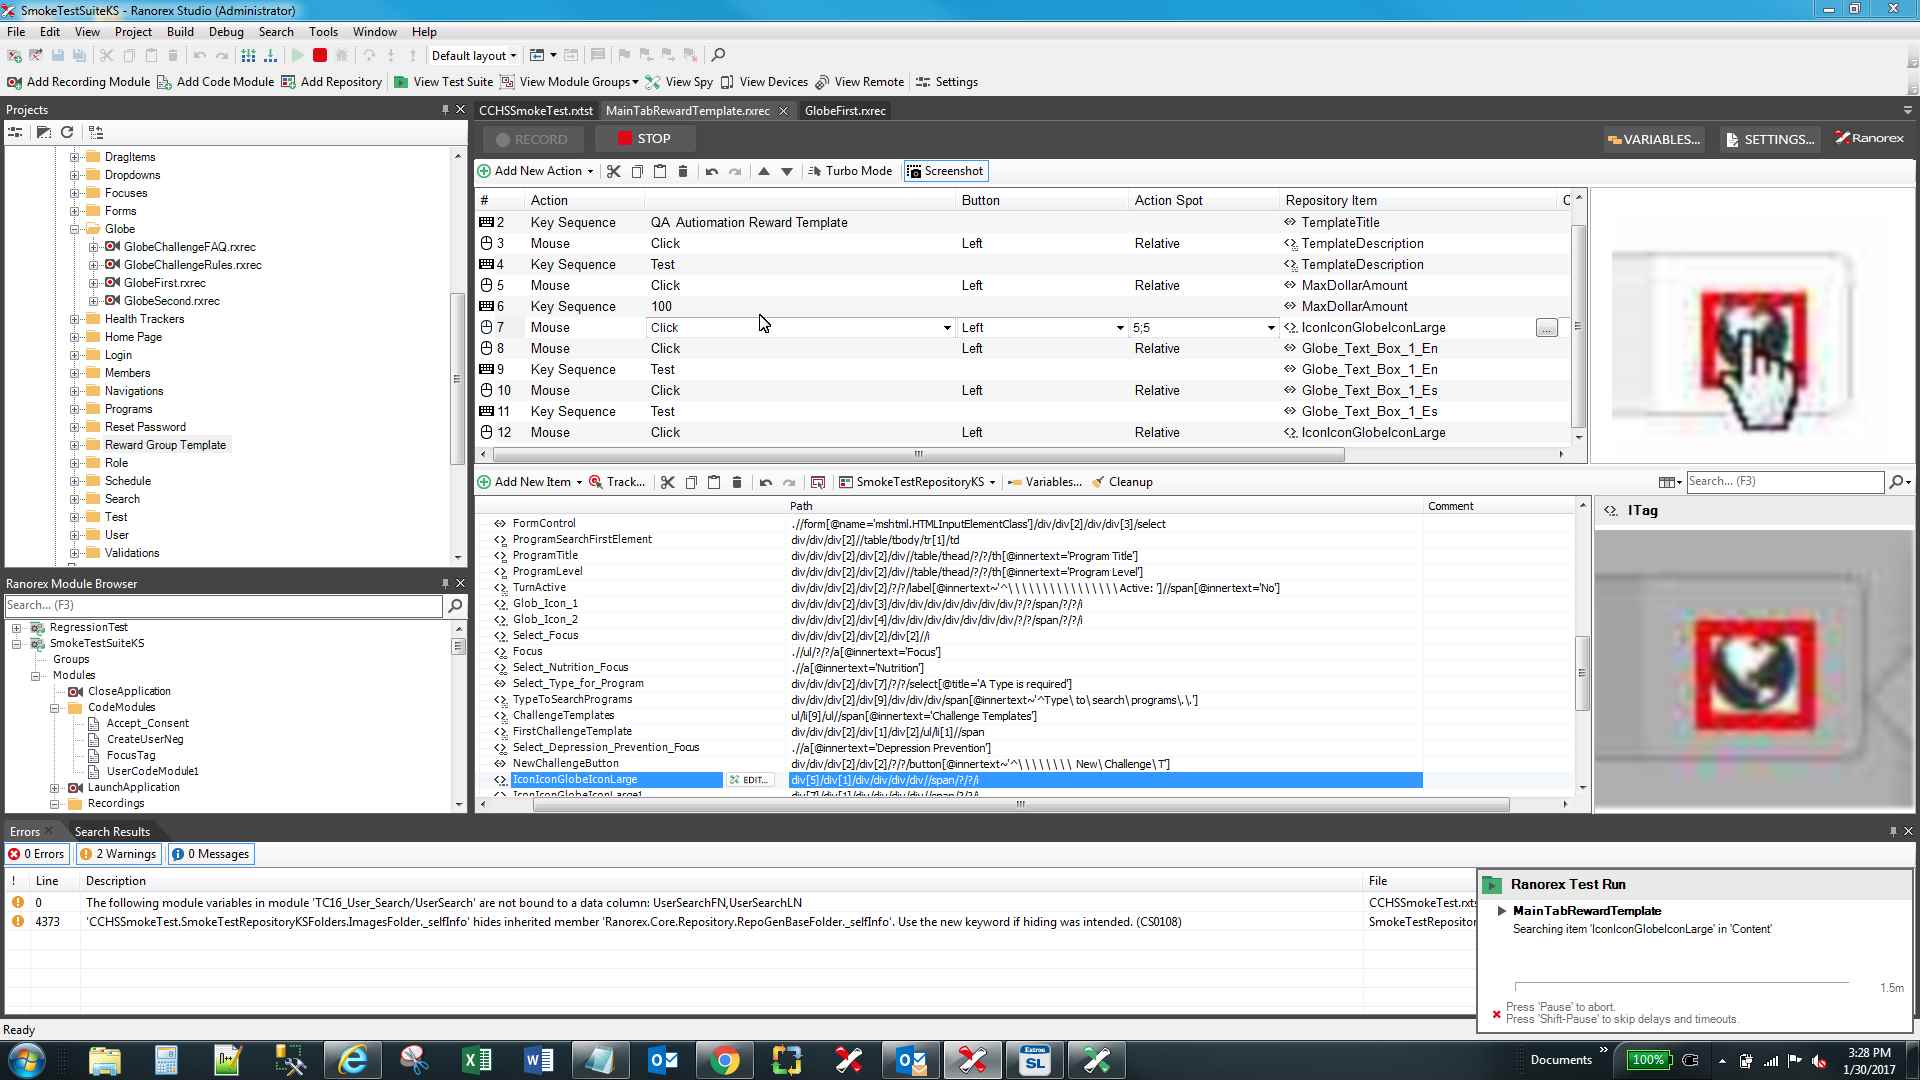 SmokeTestSuiteKS - Ranorex Studio (Administrator)
File Edit View Project Build Debug Search Tools Window Help
Default layout
Add Recording Module Add Code Module Add Repository View Test Suite View Module Groups View Spy View Devices View Remote Settings
Projects
DragItems
Dropdowns
Focuses
Forms
Globe
GlobeChallengeFAQ.rxrec
GlobeChallengeRules.rxrec
GlobeFirst.rxrec
GlobeSecond.rxrec
Health Trackers
Home Page
Login
Members
Navigations
Programs
Reset Password
Reward Group Template
Role
Schedule
Search
Test
User
Validations
Ranorex Module Browser
Search... (F3)
RegressionTest
SmokeTestSuiteKS
Groups
Modules
CloseApplication
CodeModules
Accept_Consent
CreateUserNeg
FocusTag
UserCodeModule1
LaunchApplication
Recordings
CCHSSmokeTest.rxtst MainTabRewardTemplate.rxrec GlobeFirst.rxrec
RECORD STOP VARIABLES... SETTINGS... Ranorex
Add New Action Turbo Mode Screenshot
# Action Button Action Spot Repository Item C
2 Key Sequence QA Autiomation Reward Template TemplateTitle
3 Mouse Click Left Relative TemplateDescription
4 Key Sequence Test TemplateDescription
5 Mouse Click Left Relative MaxDollarAmount
6 Key Sequence 100 MaxDollarAmount
7 Mouse Click Left 5;5 IconIconGlobeIconLarge ...
8 Mouse Click Left Relative Globe_Text_Box_1_En
9 Key Sequence Test Globe_Text_Box_1_En
10 Mouse Click Left Relative Globe_Text_Box_1_Es
11 Key Sequence Test Globe_Text_Box_1_Es
12 Mouse Click Left Relative IconIconGlobeIconLarge
Add New Item Track... SmokeTestRepositoryKS Variables... Cleanup Search... (F3)
Path Comment
FormControl .//form[@name='mshtml.HTMLInputElementClass']/div/div[2]/div/div[3]/select
ProgramSearchFirstElement div/div/div[2]//table/tbody/tr[1]/td
ProgramTitle div/div/div[2]/div[2]/div//table/thead/?/?/th[@innertext='Program Title']
ProgramLevel div/div/div[2]/div[2]/div//table/thead/?/?/th[@innertext='Program Level']
TurnActive div/div/div[2]/div[2]/?/?/label[@innertext~'^\ \ \ \ \ \ \ \ \ \ \ \ \ \ \ \ Active: ']//span[@innertext='No']
Glob_Icon_1 div/div/div[2]/div[3]/div/div/div/div/div/div/div/?/?/span/?/?/i
Glob_Icon_2 div/div/div[2]/div[4]/div/div/div/div/div/div/div/?/?/span/?/?/i
Select_Focus div/div/div[2]/div[2]/div[2]//i
Focus .//ul/?/?/a[@innertext='Focus']
Select_Nutrition_Focus .//a[@innertext='Nutrition']
Select_Type_for_Program div/div/div[2]/div[7]/?/?/select[@title='A Type is required']
TypeToSearchPrograms div/div/div[2]/div[9]/div/div/div/span[@innertext~'^Type\ to\ search\ programs\.\.']
ChallengeTemplates ul/li[9]/ul//span[@innertext='Challenge Templates']
FirstChallengeTemplate div/div/div[2]/div[1]/div[2]/ul/li[1]//span
Select_Depression_Prevention_Focus .//a[@innertext='Depression Prevention']
NewChallengeButton div/div/div[2]/div[2]/?/?/button[@innertext~'^\ \ \ \ \ \ \ \ New\ Challenge\ T']
IconIconGlobeIconLarge EDIT... div[5]/div[1]/div/div/div/div//span/?/?/i
IconIconGlobeIconLarge1 div[7]/div[1]/div/div/div/div//span/?/?/i
ITag
Errors Search Results
0 Errors 2 Warnings 0 Messages
! Line Description File
0 The following module variables in module 'TC16_User_Search/UserSearch' are not bound to a data column: UserSearchFN,UserSearchLN CCHSSmokeTest.rxts
4373 'CCHSSmokeTest.SmokeTestRepositoryKSFolders.ImagesFolder._selfInfo' hides inherited member 'Ranorex.Core.Repository.RepoGenBaseFolder._selfInfo'. Use the new keyword if hiding was intended. (CS0108) SmokeTestRepositor
Ranorex Test Run
MainTabRewardTemplate
Searching item 'IconIconGlobeIconLarge' in 'Content'
1.5m
Press 'Pause' to abort.
Press 'Shift-Pause' to skip delays and timeouts.
Ready
Extron
SL
Documents
100%
3:28 PM
1/30/2017